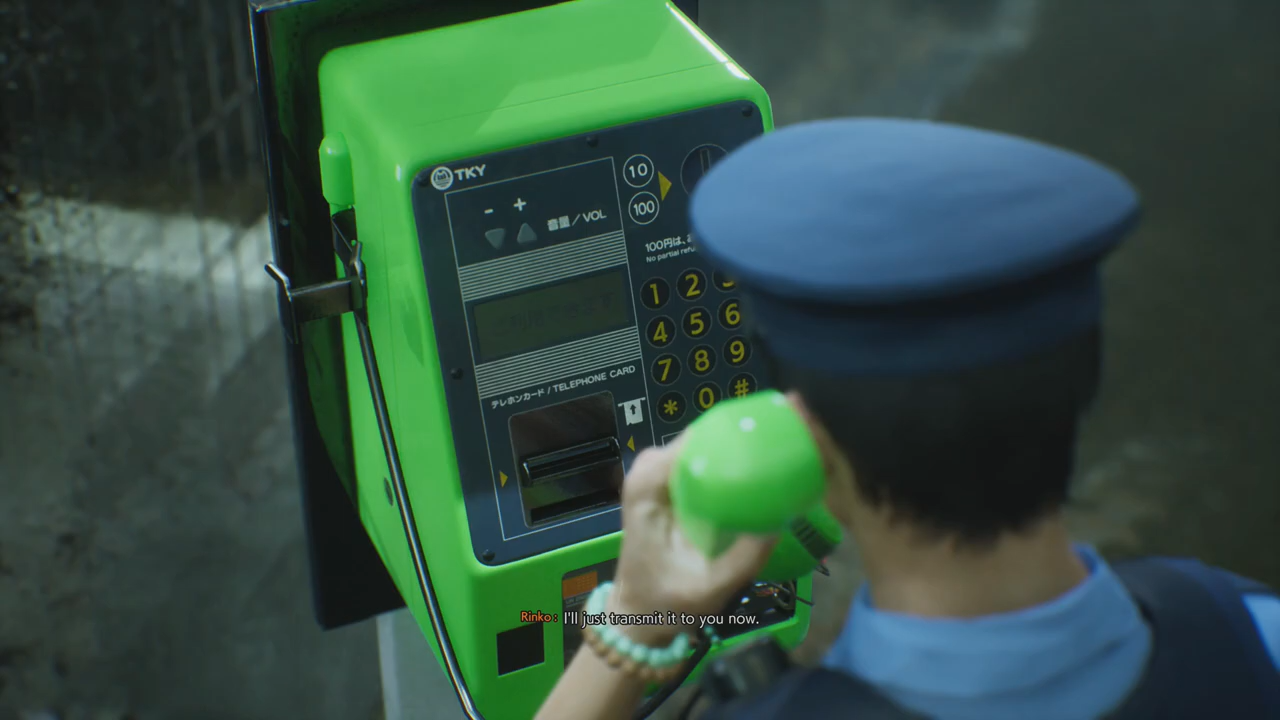 TKY
- +
音量/VOL
10
100
100円は、
No partial refu
1 2 3
4 5 6
7 8 9
* 0 #
テレホンカード / TELEPHONE CARD
Rinko: I'll just transmit it to you now.